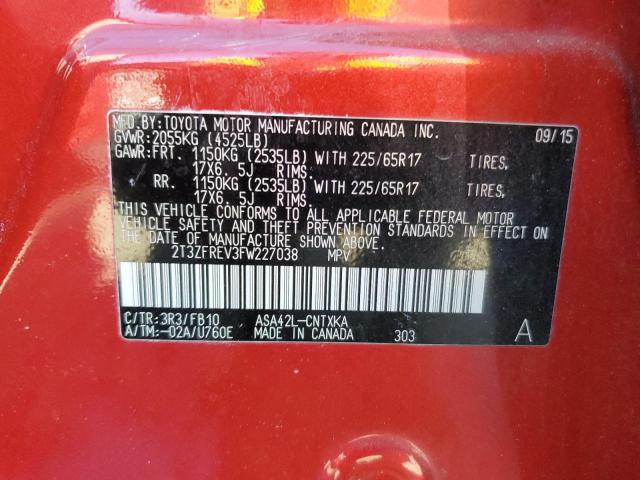 MFD.BY:TOYOTA MOTOR MANUFACTURING CANADA INC. 09/15
GVWR:2055KG (4525LB)
GAWR:FRT. 1150KG (2535LB) WITH 225/65R17 TIRES,
17X6. 5J RIMS.
RR. 1150KG (2535LB) WITH 225/65R17 TIRES,
17X6. 5J RIMS.
THIS VEHICLE CONFORMS TO ALL APPLICABLE FEDERAL MOTOR
VEHICLE SAFETY AND THEFT PREVENTION STANDARDS IN EFFECT
ON THE DATE OF MANUFACTURE SHOWN ABOVE.
2T3ZFREV3FW227038 MPV
C/TR:3R3/FB10 ASA42L-CNTXKA
A/TM:-02A/U760E MADE IN CANADA 303 A